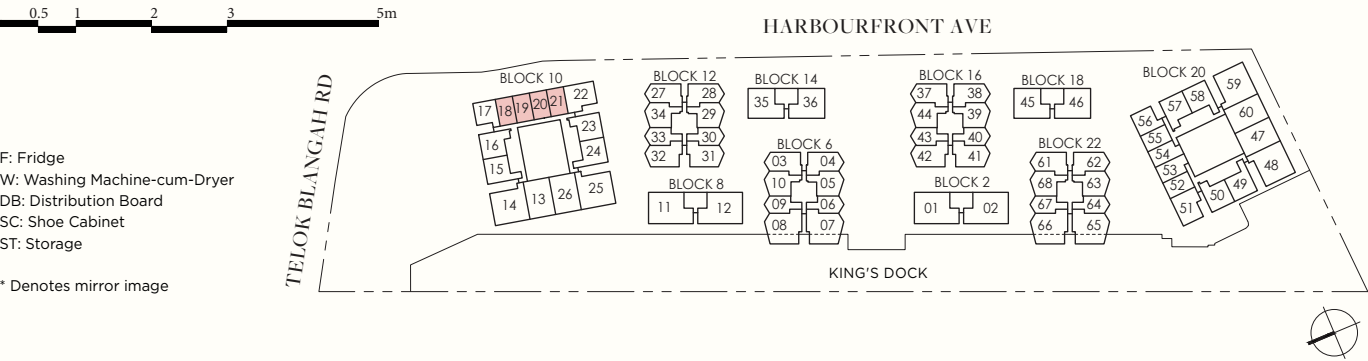 0.5 1 2 3 5m
HARBOURFRONT AVE
TELOK BLANGAH RD
F: Fridge
W: Washing Machine-cum-Dryer
DB: Distribution Board
SC: Shoe Cabinet
ST: Storage
* Denotes mirror image
BLOCK 10
17 18 19 20 21 22
16 23
15 24
14 13 26 25
BLOCK 12
27 28
34 29
33 30
32 31
BLOCK 14
35 36
BLOCK 6
03 04
10 05
09 06
08 07
BLOCK 8
11 12
BLOCK 16
37 38
44 39
43 40
42 41
BLOCK 18
45 46
BLOCK 2
01 02
BLOCK 22
61 62
68 63
67 64
66 65
BLOCK 20
56 57 58 59
55 60
54 47
53 48
52 49
51 50
KING'S DOCK